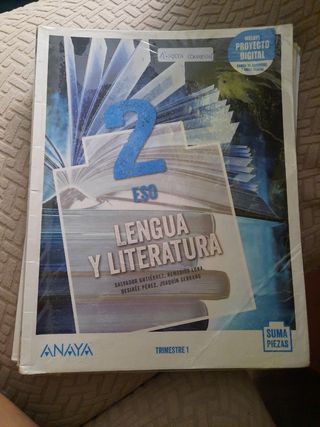 INCLUYE
PROYECTO
DIGITAL
2
ESO
LENGUA
Y LITERATURA
SALVADOR GUTIÉRREZ, REMEDIOS LUNA
DESIRÉE PÉREZ, JOAQUÍN SERRANO
ANAYA
TRIMESTRE 1
SUMA
PIEZAS